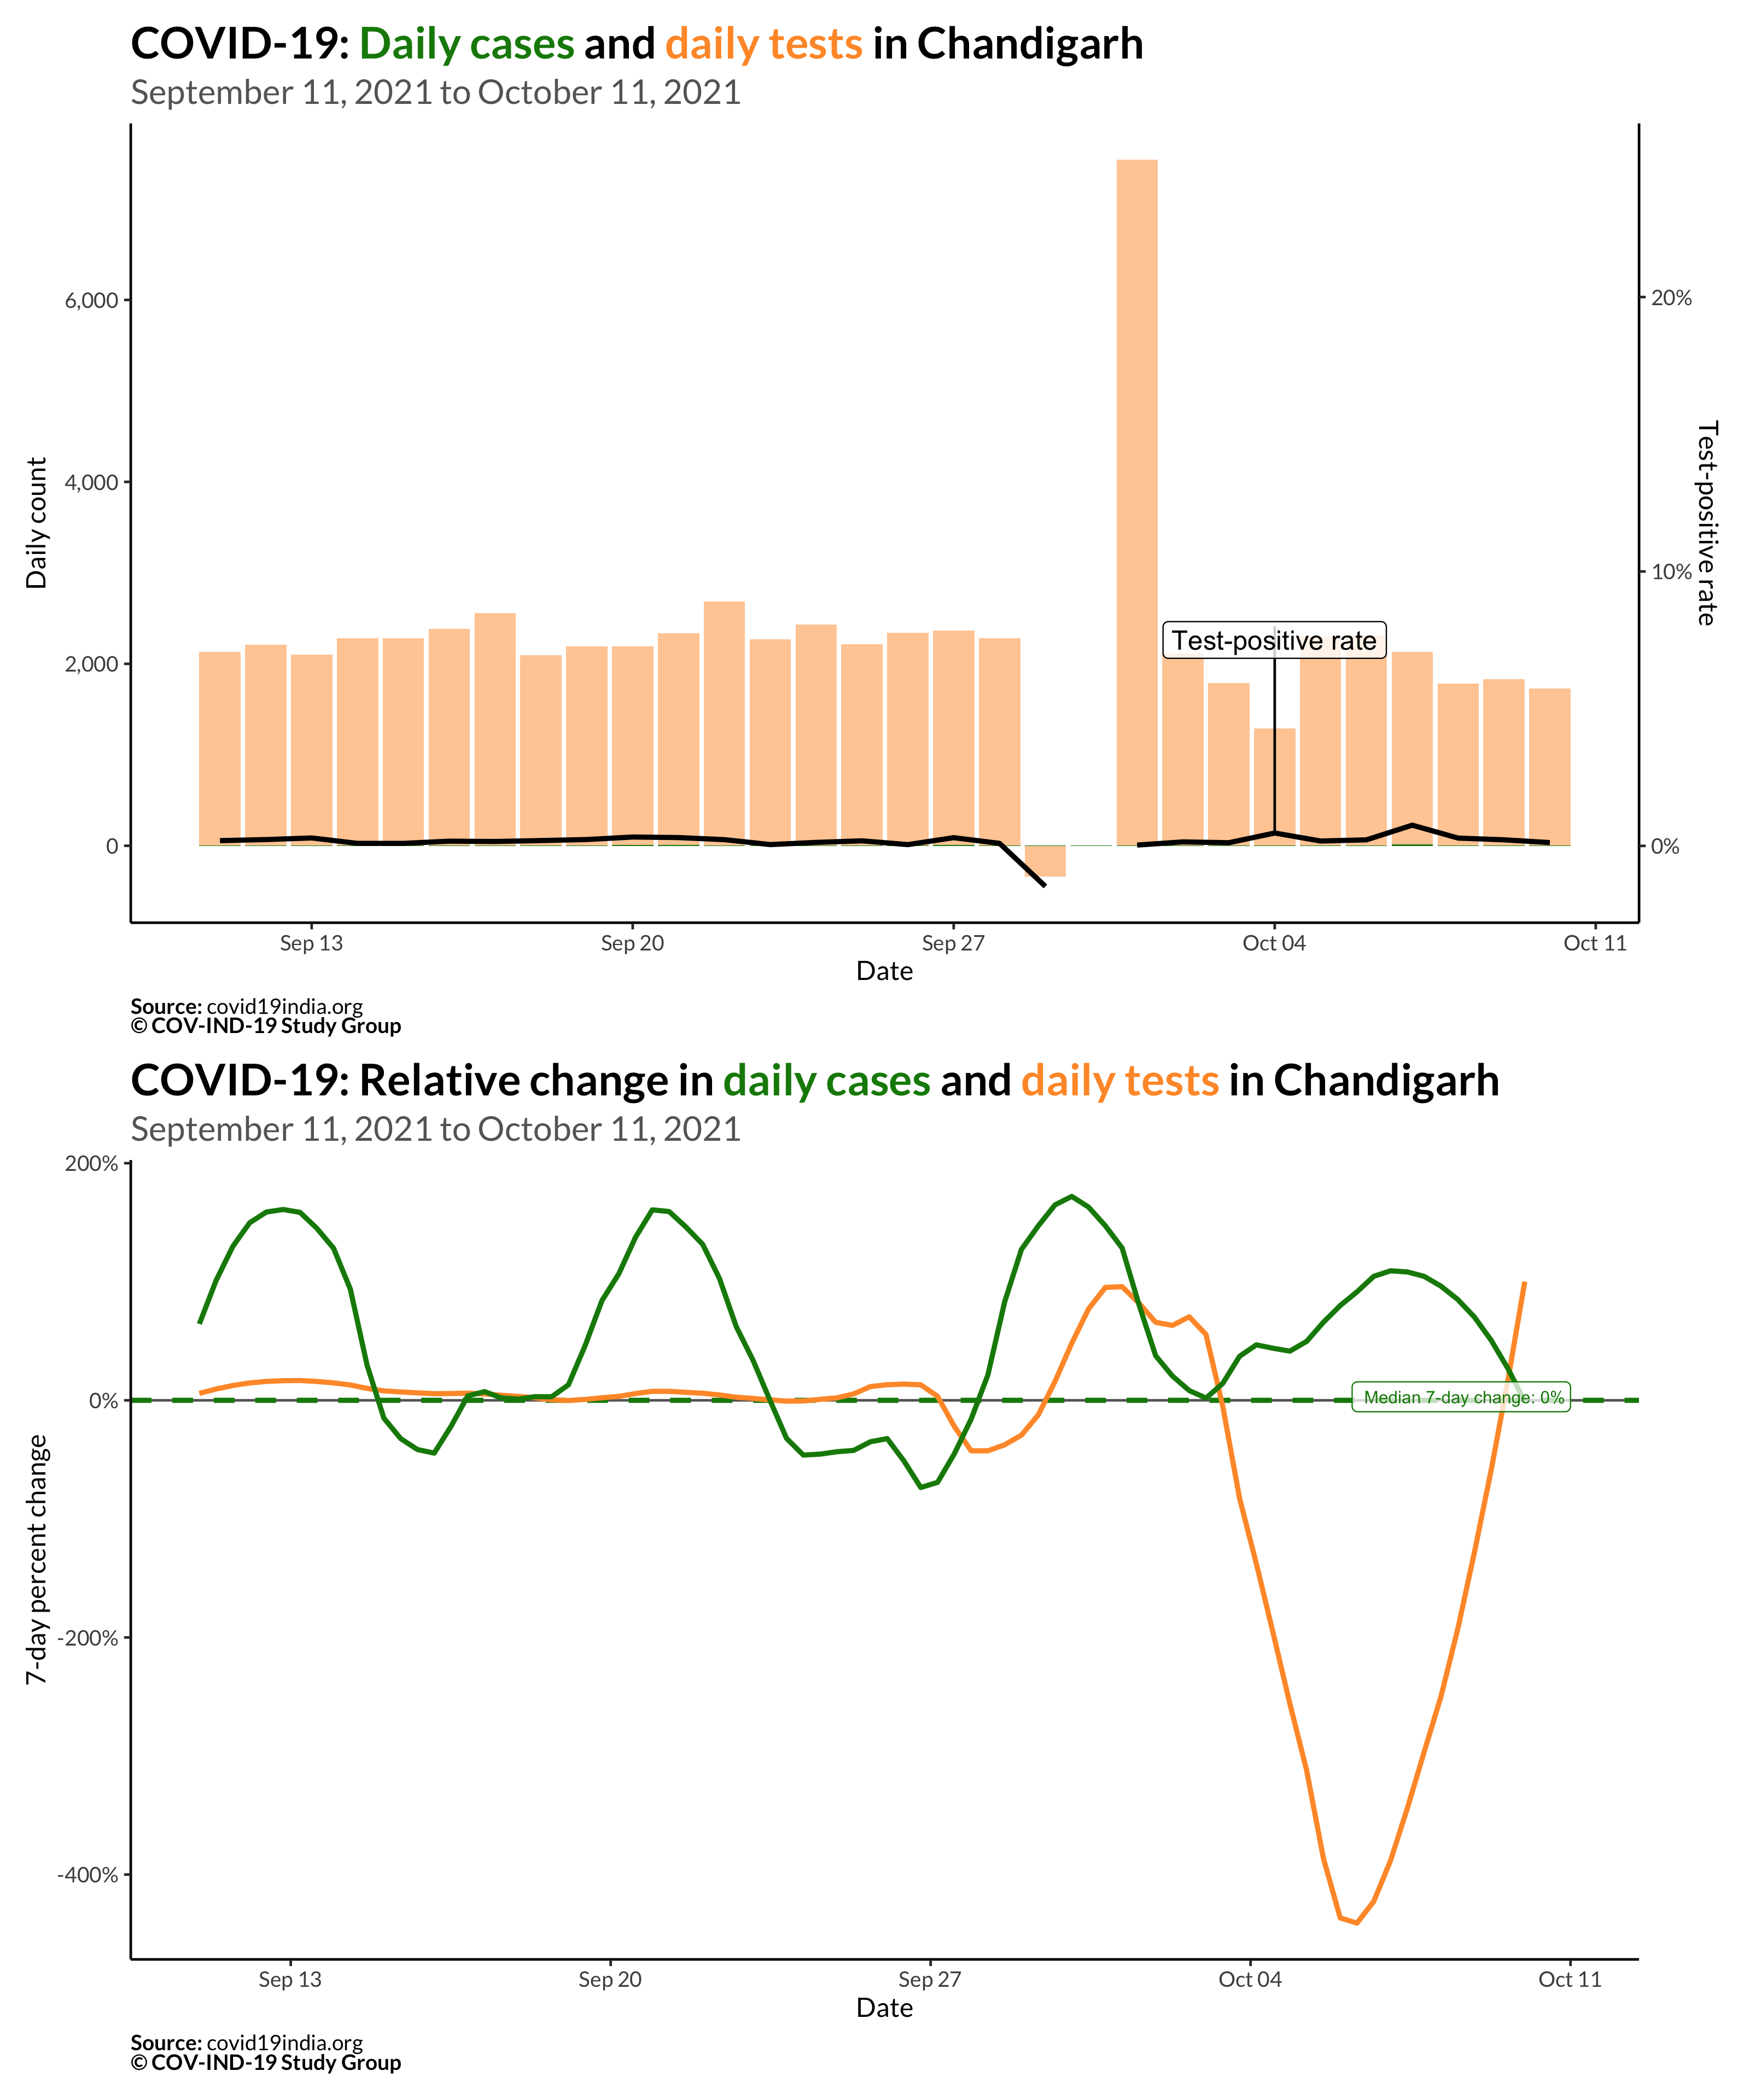 COVID-19: Daily cases and daily tests in Chandigarh
September 11, 2021 to October 11, 2021
6,000
4,000
2,000
0
Daily count
20%
10%
0%
Test-positive rate
Test-positive rate
Sep 13
Sep 20
Sep 27
Oct 04
Oct 11
Date
Source: covid19india.org
© COV-IND-19 Study Group
COVID-19: Relative change in daily cases and daily tests in Chandigarh
September 11, 2021 to October 11, 2021
200%
0%
-200%
-400%
7-day percent change
Median 7-day change: 0%
Sep 13
Sep 20
Sep 27
Oct 04
Oct 11
Date
Source: covid19india.org
© COV-IND-19 Study Group